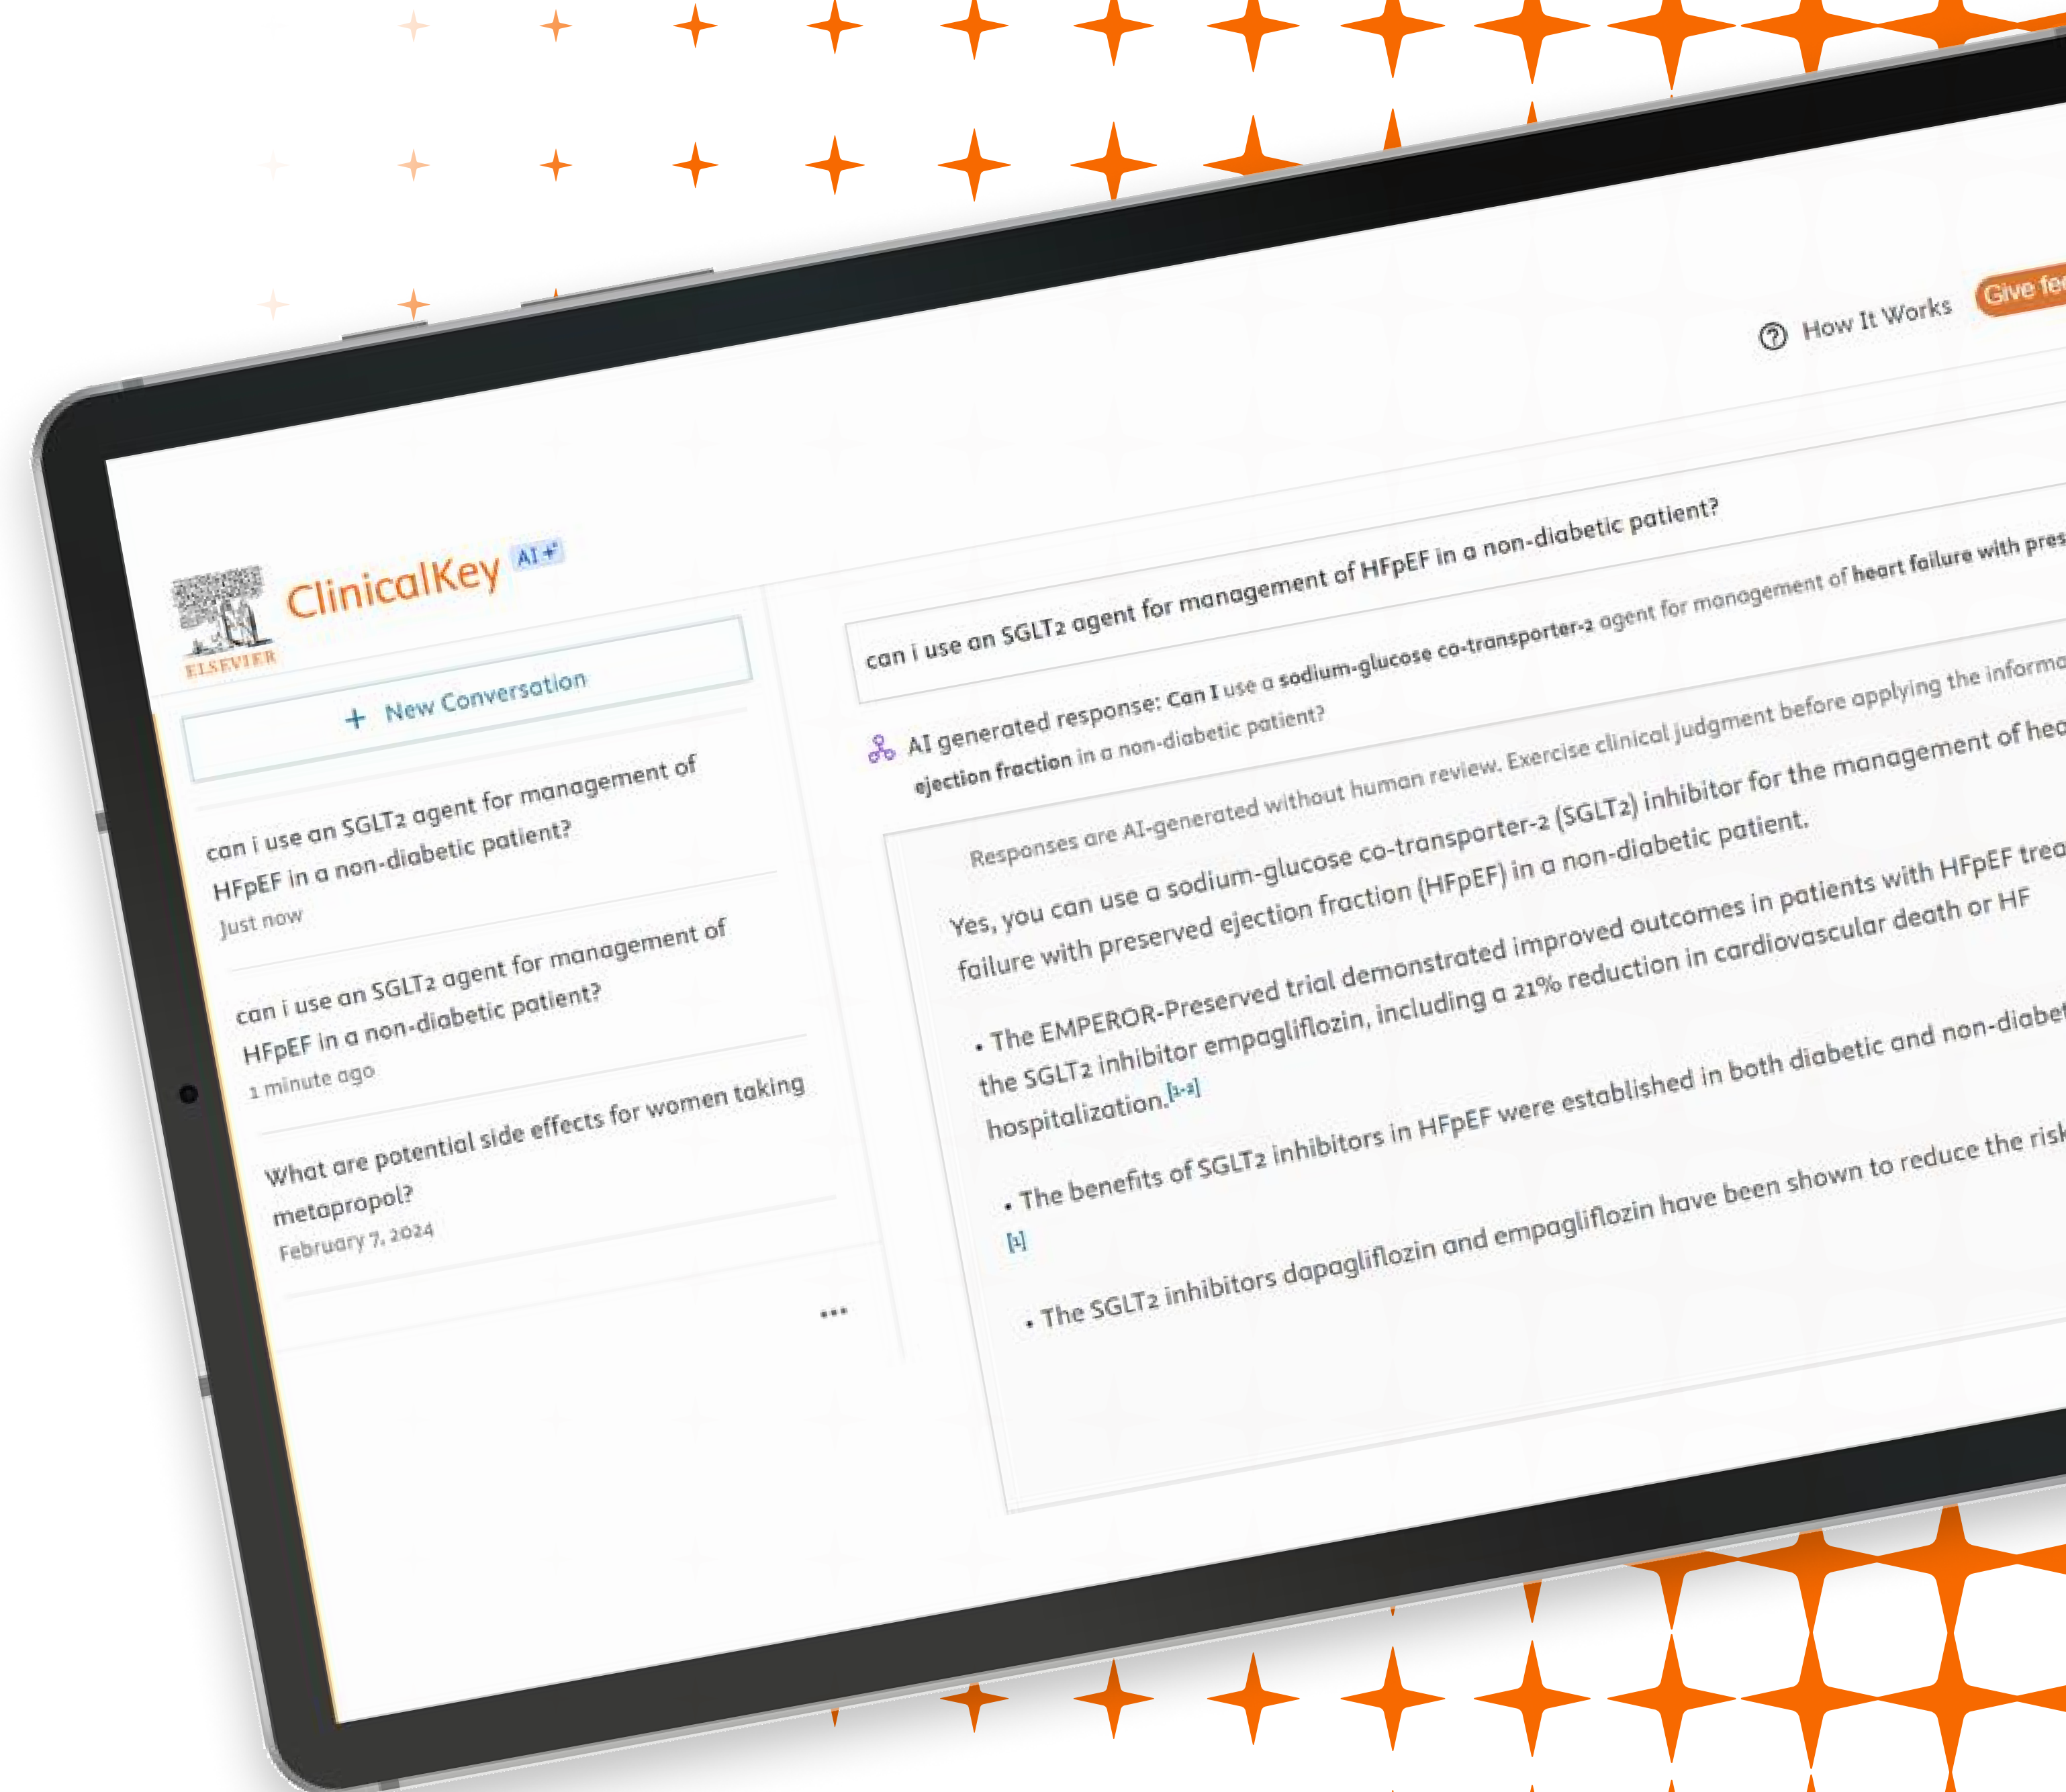 How It Works
Give fee
ELSEVIER
ClinicalKey AI+
+ New Conversation
can i use an SGLT2 agent for management of
HFpEF in a non-diabetic patient?
Just now
can i use an SGLT2 agent for management of
HFpEF in a non-diabetic patient?
1 minute ago
What are potential side effects for women taking
metapropol?
February 7, 2024
...
can i use an SGLT2 agent for management of HFpEF in a non-diabetic patient?
AI generated response: Can I use a sodium-glucose co-transporter-2 agent for management of heart failure with pres
ejection fraction in a non-diabetic patient?
Responses are AI-generated without human review. Exercise clinical judgment before applying the informa
Yes, you can use a sodium-glucose co-transporter-2 (SGLT2) inhibitor for the management of hea
failure with preserved ejection fraction (HFpEF) in a non-diabetic patient.
• The EMPEROR-Preserved trial demonstrated improved outcomes in patients with HFpEF trea
the SGLT2 inhibitor empagliflozin, including a 21% reduction in cardiovascular death or HF
hospitalization.[1-2]
• The benefits of SGLT2 inhibitors in HFpEF were established in both diabetic and non-diabet
[1]
• The SGLT2 inhibitors dapagliflozin and empagliflozin have been shown to reduce the risk